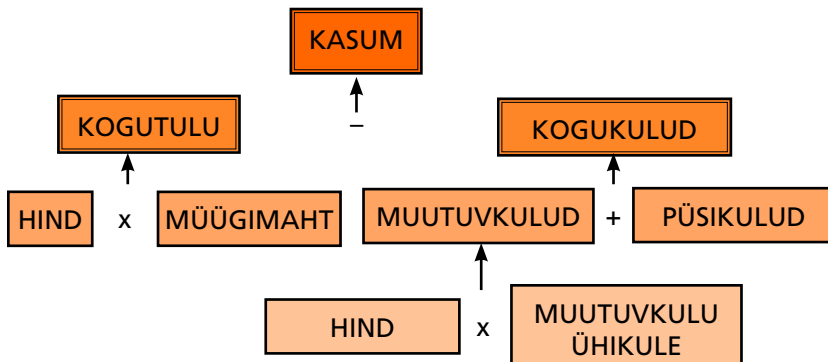 KASUM
KOGUTULU – KOGUKULUD
HIND x MÜÜGIMAHT MUUTUVKULUD + PÜSIKULUD
HIND x MUUTUVKULU
ÜHIKULE